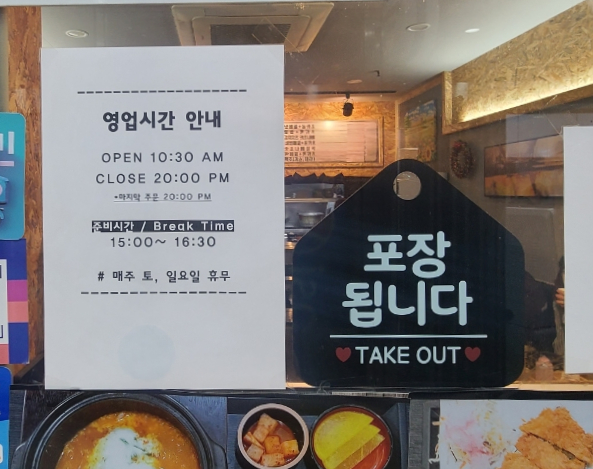 영업시간 안내
OPEN 10:30 AM
CLOSE 20:00 PM
*마지막 주문 20:00 PM
준비시간 / Break Time
15:00~ 16:30
# 매주 토, 일요일 휴무
포장
됩니다
TAKE OUT